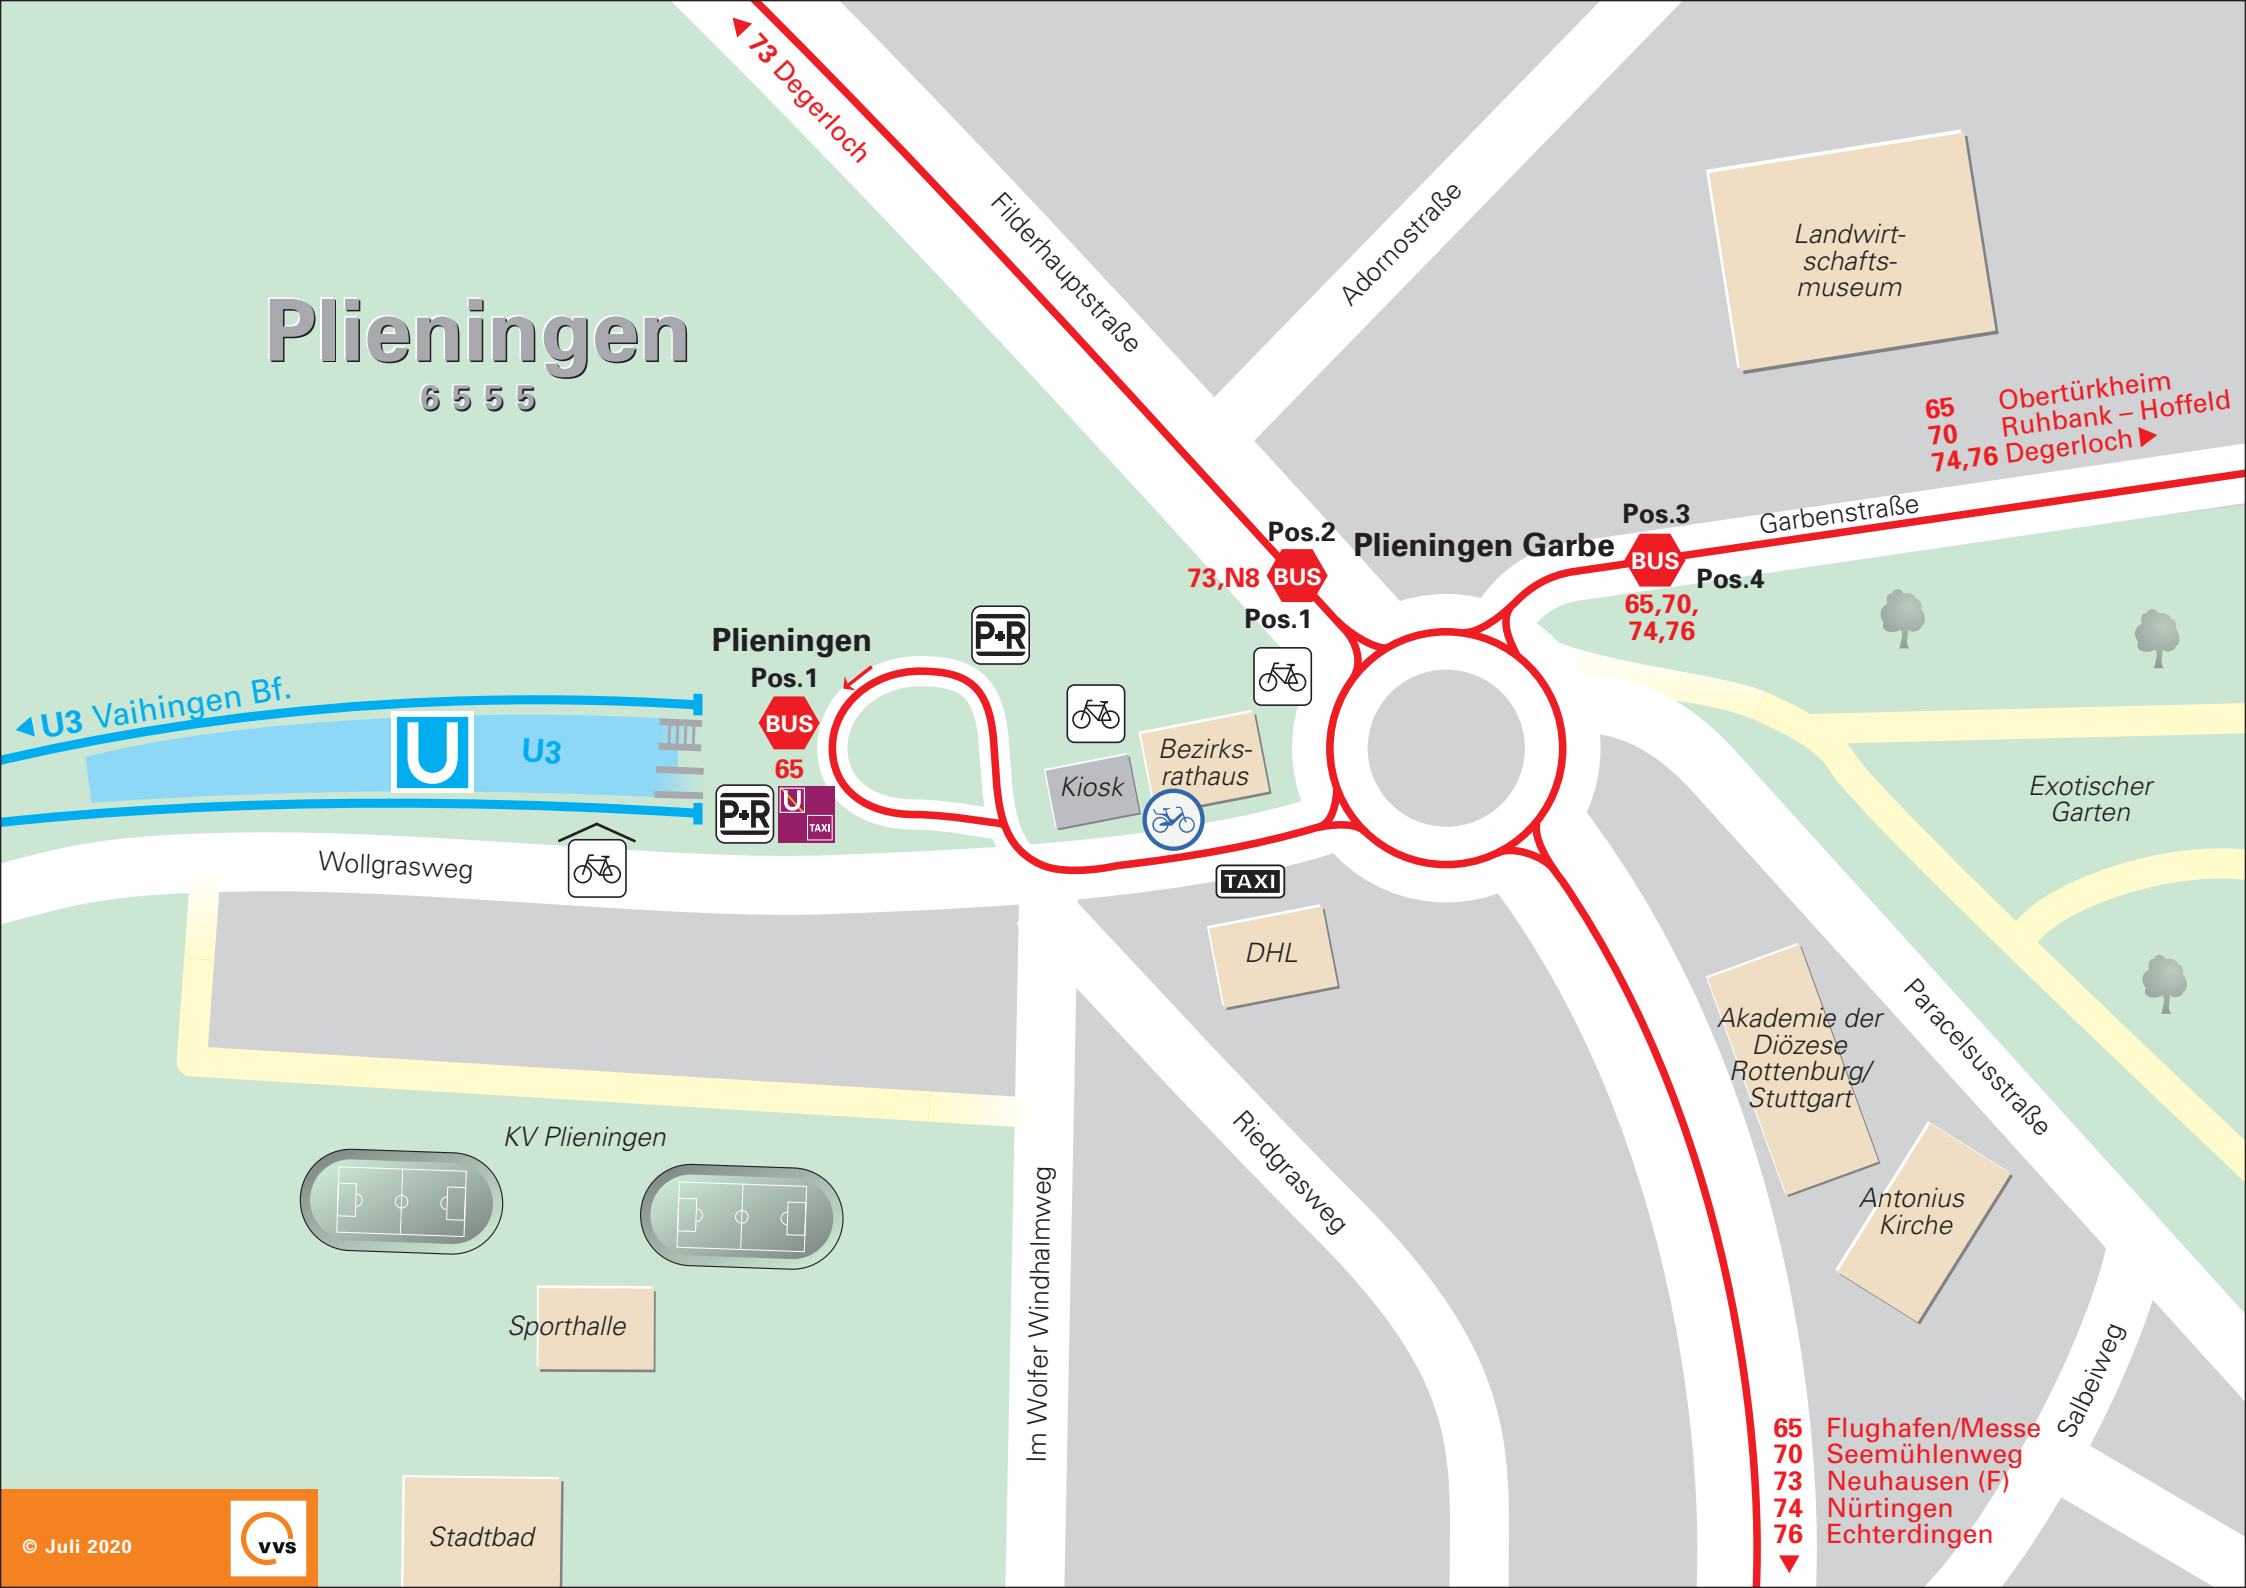 73 Degerloch
Filderhauptstraße
Adornostraße
Landwirt-
schafts-
museum
Plieningen
6555
65 Obertürkheim
70 Ruhbank – Hoffeld
74,76 Degerloch
Garbenstraße
Pos.2
Plieningen Garbe
Pos.3
BUS
BUS
73,N8
Pos.1
Pos.4
65,70,
74,76
P+R
Plieningen
Pos.1
BUS
65
U3 Vaihingen Bf.
U
U3
P+R
U
TAXI
Kiosk
Bezirks-
rathaus
Exotischer
Garten
Wollgrasweg
TAXI
DHL
Akademie der
Diözese
Rottenburg/
Stuttgart
Paracelsusstraße
KV Plieningen
Riedgrasweg
Im Wolfer Windhalmweg
Antonius
Kirche
Sporthalle
Salbeiweg
65 Flughafen/Messe
70 Seemühlenweg
73 Neuhausen (F)
74 Nürtingen
76 Echterdingen
Stadtbad
© Juli 2020
vvs